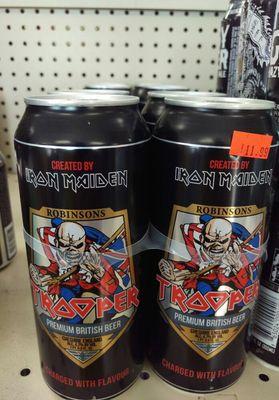 CREATED BY
IRON MAIDEN
ROBINSONS
TROOPER
PREMIUM BRITISH BEER
CHARGED WITH FLAVOUR
$11.99
CREATED BY
IRON MAIDEN
ROBINSONS
TROOPER
PREMIUM BRITISH BEER
CHARGED WITH FLAVOUR